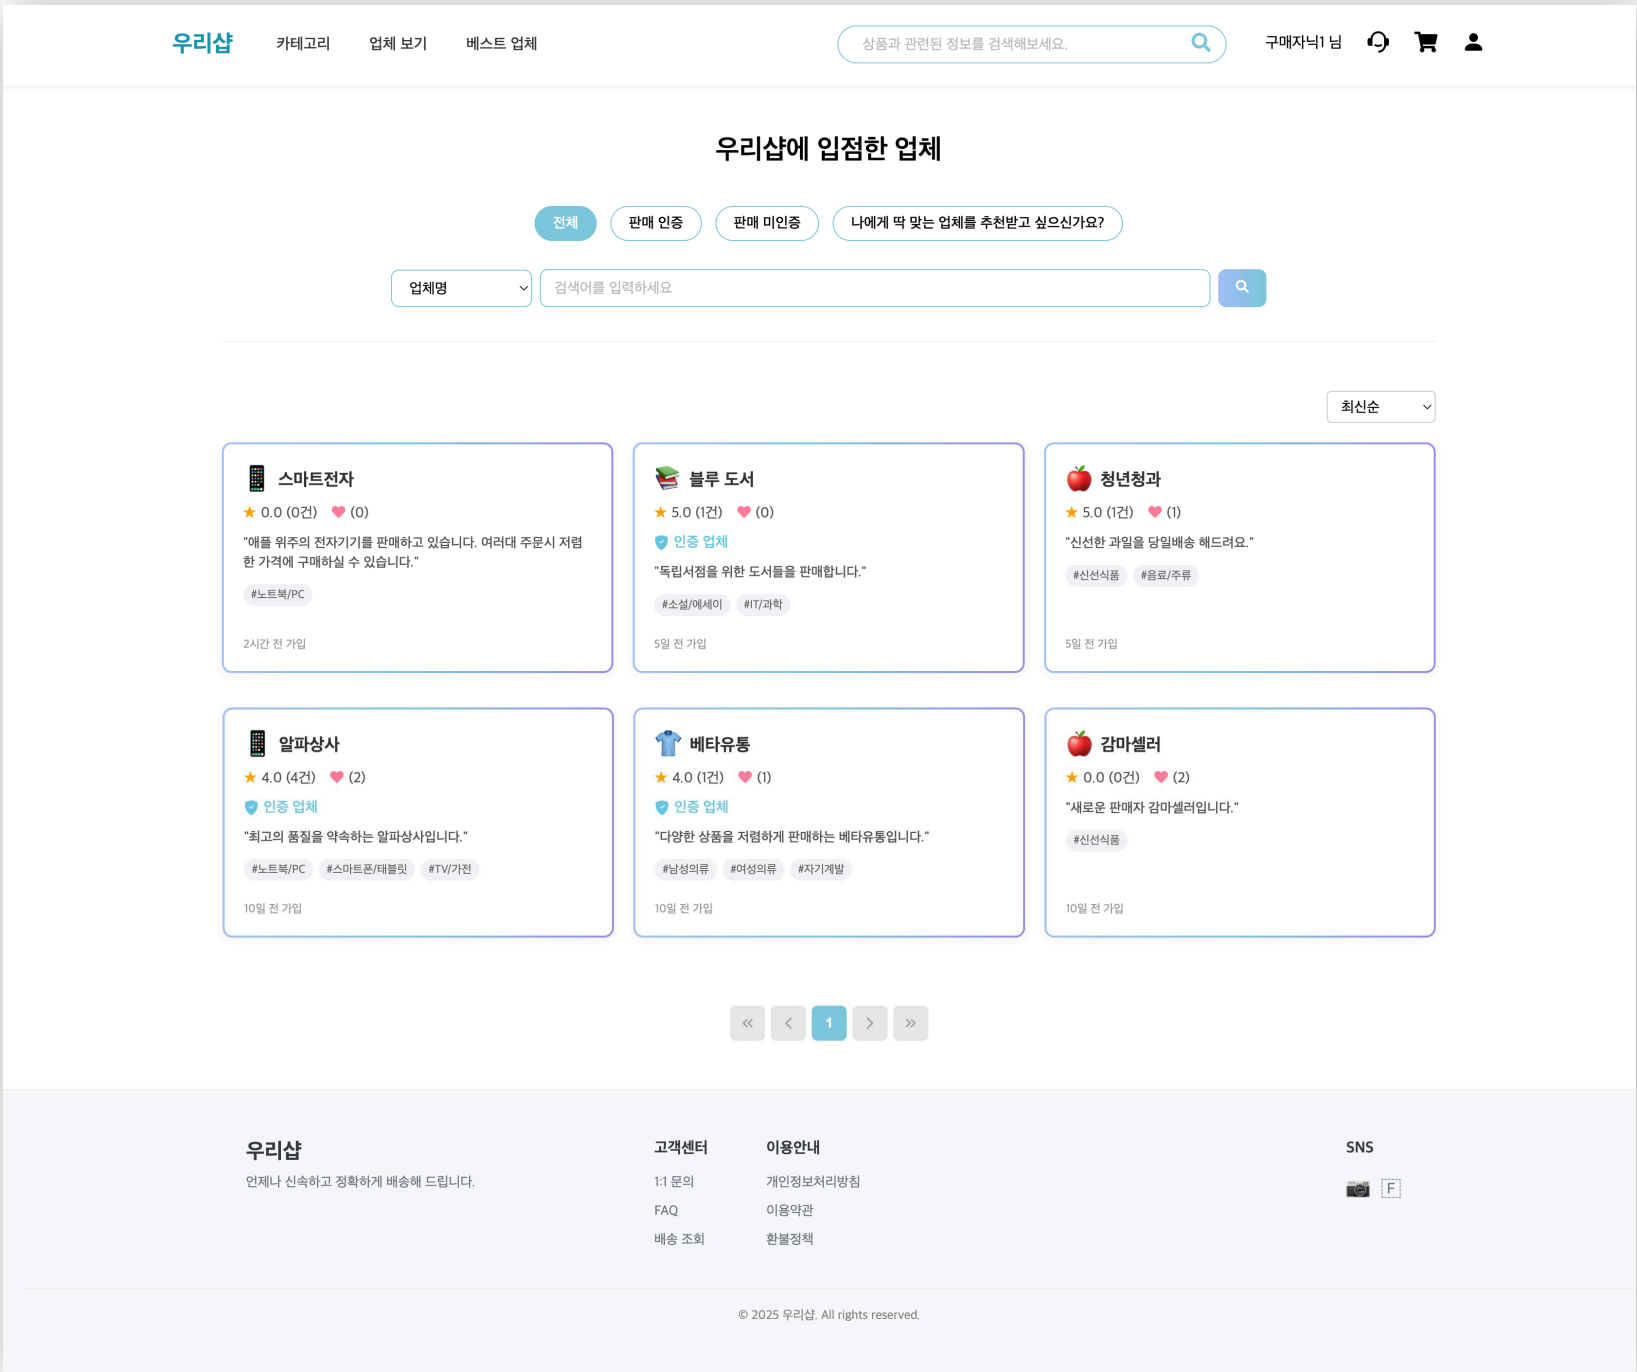 우리샵 카테고리 업체 보기 베스트 업체 상품과 관련된 정보를 검색해보세요. 구매자닉1 님
우리샵에 입점한 업체
전체 판매 인증 판매 미인증 나에게 딱 맞는 업체를 추천받고 싶으신가요?
업체명 검색어를 입력하세요
최신순
스마트전자
0.0 (0건) (0)
"애플 위주의 전자기기를 판매하고 있습니다. 여러대 주문시 저렴
한 가격에 구매하실 수 있습니다."
#노트북/PC
2시간 전 가입
블루 도서
5.0 (1건) (0)
인증 업체
"독립서점을 위한 도서들을 판매합니다."
#소설/에세이 #IT/과학
5일 전 가입
청년청과
5.0 (1건) (1)
"신선한 과일을 당일배송 해드려요."
#신선식품 #음료/주류
5일 전 가입
알파상사
4.0 (4건) (2)
인증 업체
"최고의 품질을 약속하는 알파상사입니다."
#노트북/PC #스마트폰/태블릿 #TV/가전
10일 전 가입
베타유통
4.0 (1건) (1)
인증 업체
"다양한 상품을 저렴하게 판매하는 베타유통입니다."
#남성의류 #여성의류 #자기계발
10일 전 가입
감마셀러
0.0 (0건) (2)
"새로운 판매자 감마셀러입니다."
#신선식품
10일 전 가입
« ‹ 1 › »
우리샵
언제나 신속하고 정확하게 배송해 드립니다.
고객센터
1:1 문의
FAQ
배송 조회
이용안내
개인정보처리방침
이용약관
환불정책
SNS
F
© 2025 우리샵. All rights reserved.